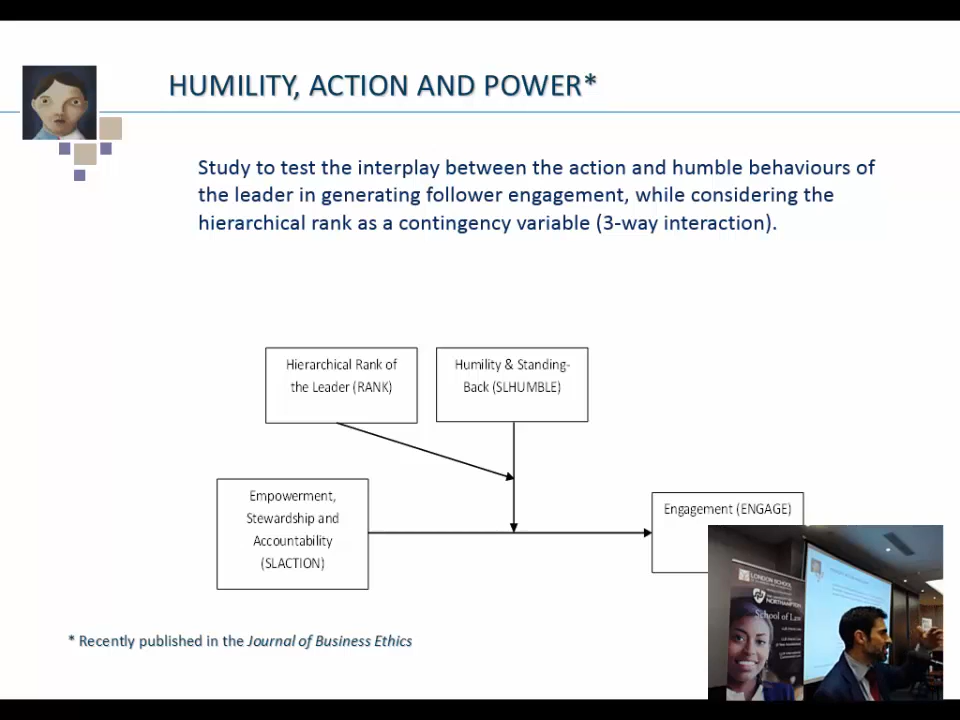 HUMILITY, ACTION AND POWER*
Study to test the interplay between the action and humble behaviours of
the leader in generating follower engagement, while considering the
hierarchical rank as a contingency variable (3-way interaction).
Hierarchical Rank of
the Leader (RANK)
Humility & Standing-
Back (SLHUMBLE)
Empowerment,
Stewardship and
Accountability
(SLACTION)
Engagement (ENGAGE)
* Recently published in the Journal of Business Ethics
LONDON SCHOOL
NORTHAMPTON
School of Law